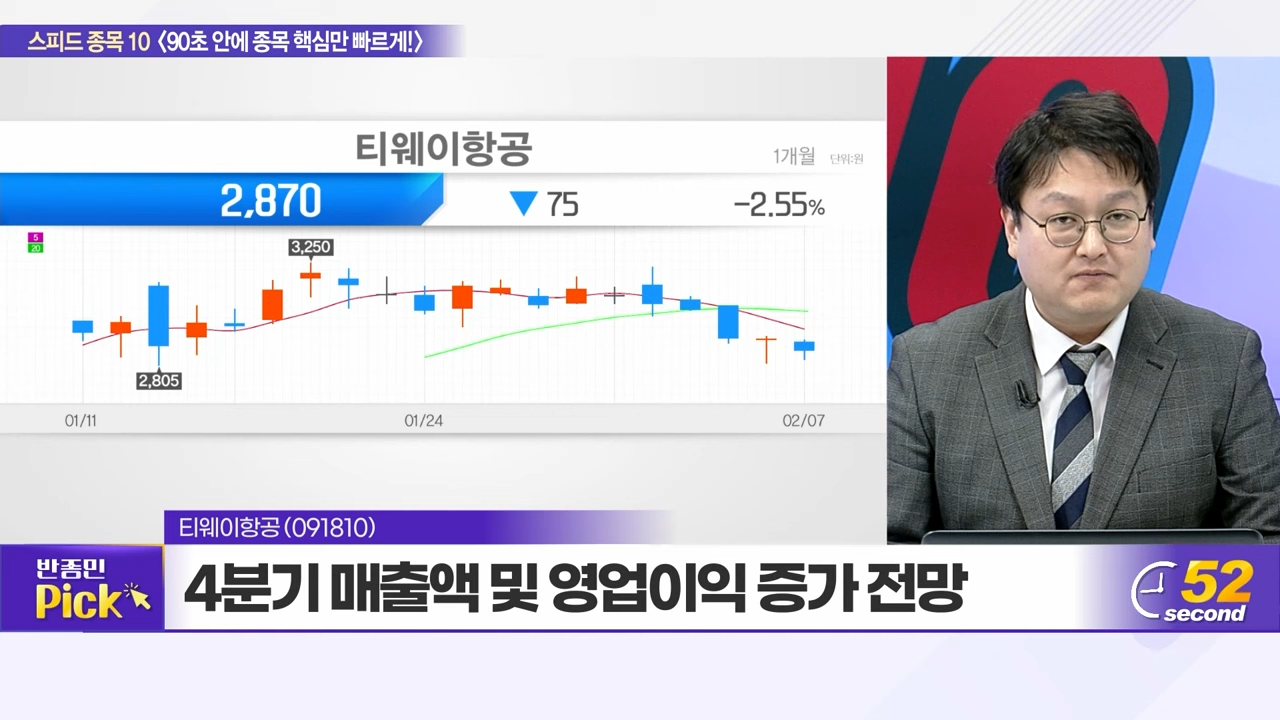 스피드 종목 10 <90초 안에 종목 핵심만 빠르게!>
티웨이항공
1개월 단위:원
2,870 ▼75 -2.55%
5
20
3,250
2,805
01/11 01/24 02/07
티웨이항공(091810)
반종민
Pick
4분기 매출액 및 영업이익 증가 전망
52
second